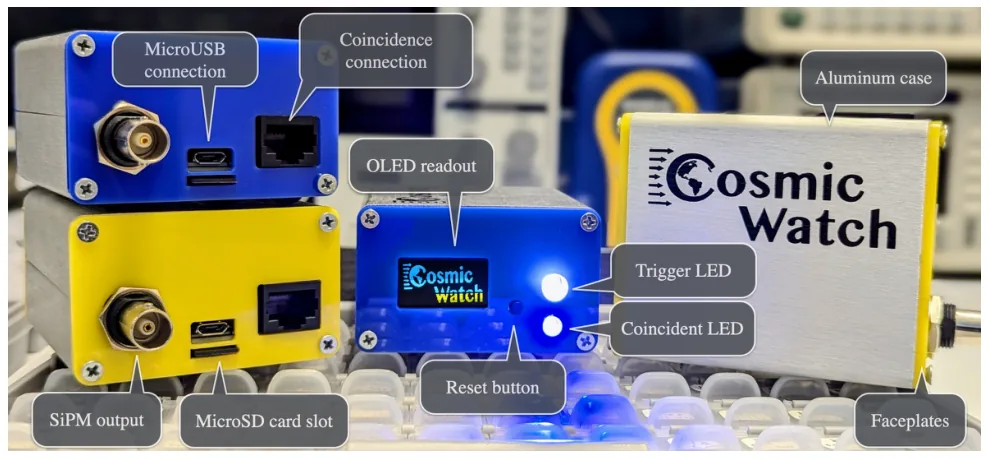 MicroUSB
connection
Coincidence
connection
Aluminum case
OLED readout
Cosmic
Watch
Cosmic
Watch
Trigger LED
Coincident LED
Reset button
SiPM output
MicroSD card slot
Faceplates